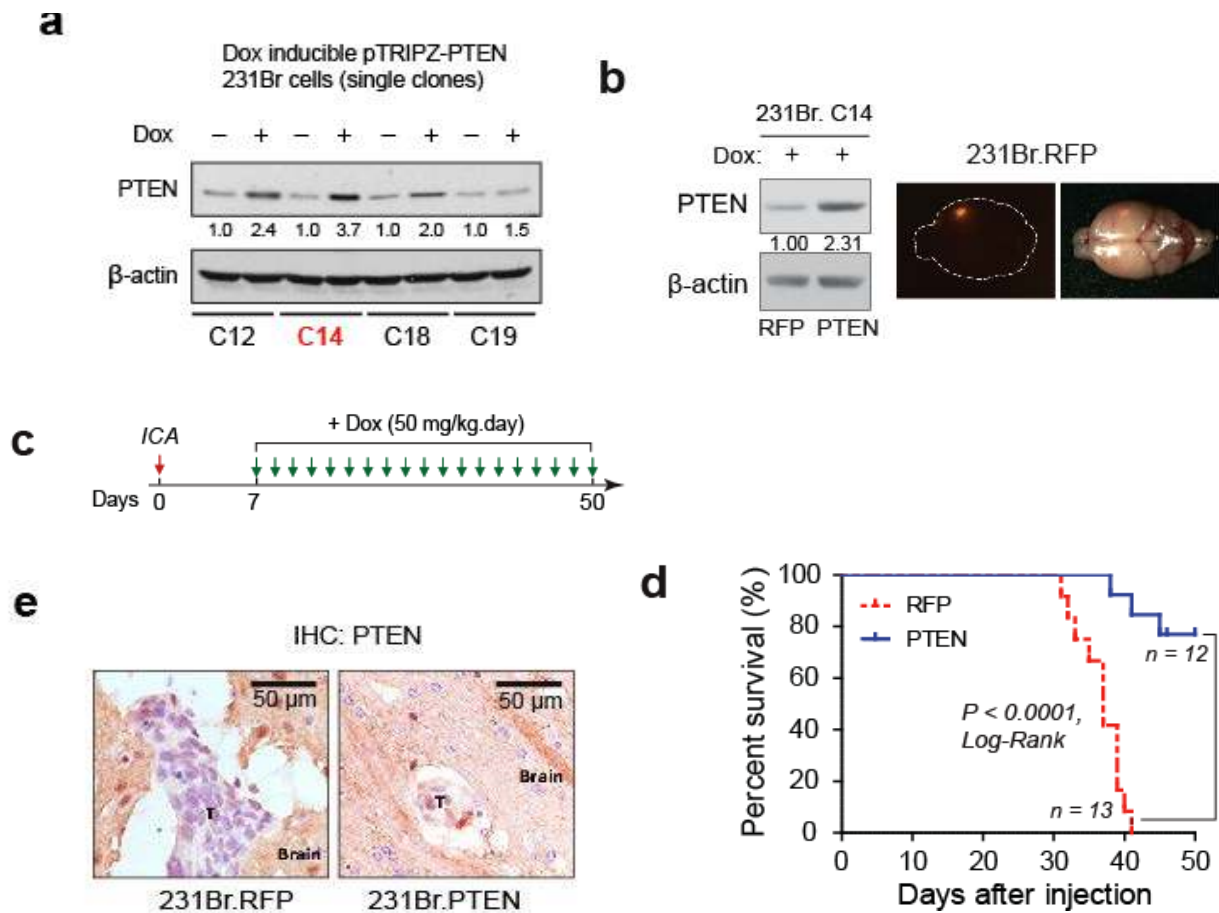 a
Dox inducible pTRIPZ-PTEN
231Br cells (single clones)
Dox − + − + − + − +
PTEN
1.0 2.4 1.0 3.7 1.0 2.0 1.0 1.5
β-actin
C12 C14 C18 C19
b
231Br. C14
Dox: + +
PTEN
1.00 2.31
β-actin
RFP PTEN
231Br.RFP
c
ICA
+ Dox (50 mg/kg.day)
Days 0 7 50
e
IHC: PTEN
50 µm
T
Brain
231Br.RFP
50 µm
Brain
T
231Br.PTEN
d
Percent survival (%)
100
80
60
40
20
0
RFP
PTEN
n = 12
P < 0.0001,
Log-Rank
n = 13
0 10 20 30 40 50
Days after injection